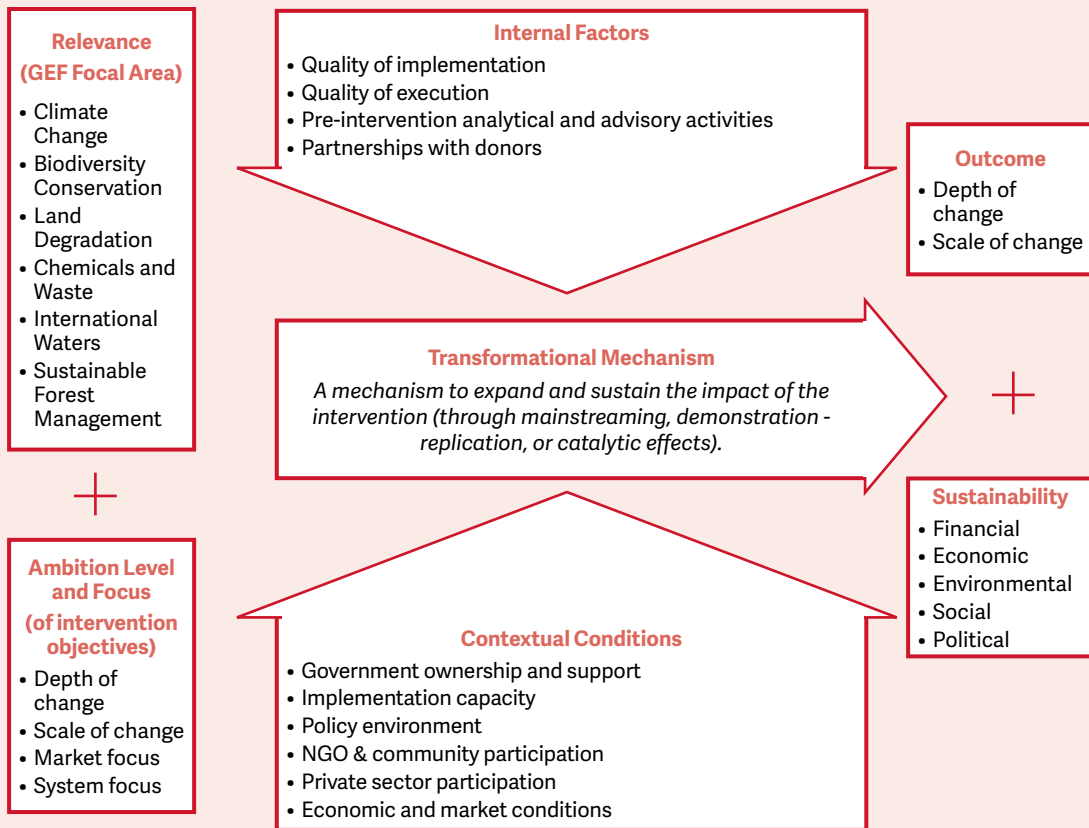 Relevance
(GEF Focal Area)
• Climate
Change
• Biodiversity
Conservation
• Land
Degradation
• Chemicals and
Waste
• International
Waters
• Sustainable
Forest
Management
Ambition Level
and Focus
(of intervention
objectives)
• Depth of
change
• Scale of change
• Market focus
• System focus
Internal Factors
• Quality of implementation
• Quality of execution
• Pre-intervention analytical and advisory activities
• Partnerships with donors
Transformational Mechanism
A mechanism to expand and sustain the impact of the
intervention (through mainstreaming, demonstration -
replication, or catalytic effects).
Contextual Conditions
• Government ownership and support
• Implementation capacity
• Policy environment
• NGO & community participation
• Private sector participation
• Economic and market conditions
Outcome
• Depth of
change
• Scale of change
Sustainability
• Financial
• Economic
• Environmental
• Social
• Political